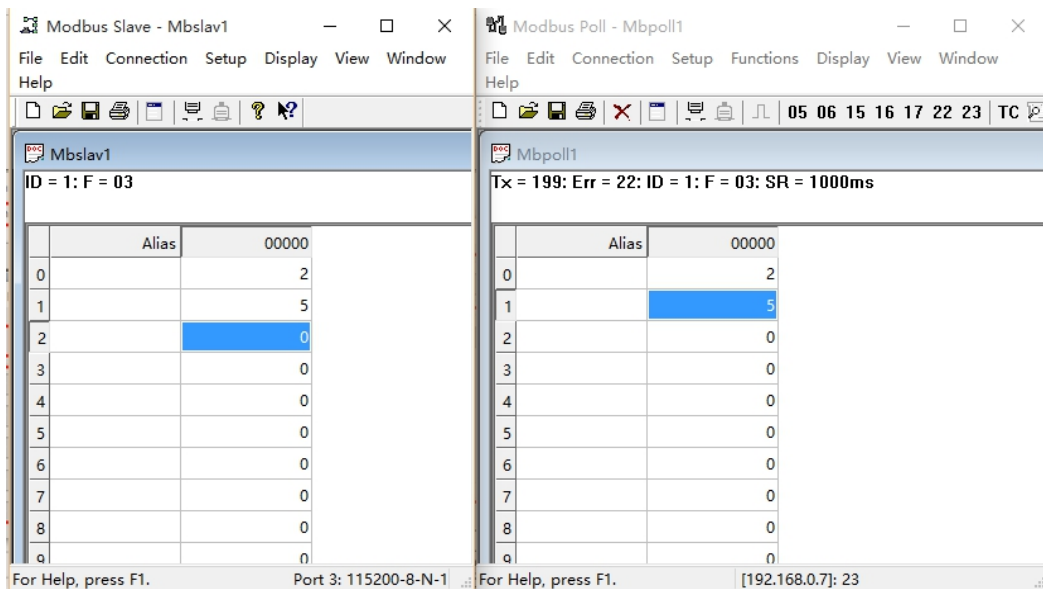 Modbus Slave - Mbslav1
File Edit Connection Setup Display View Window
Help
Mbslav1
ID = 1: F = 03
Alias 00000
0 2
1 5
2 0
3 0
4 0
5 0
6 0
7 0
8 0
9 0
For Help, press F1. Port 3: 115200-8-N-1
Modbus Poll - Mbpoll1
File Edit Connection Setup Functions Display View Window
Help
05 06 15 16 17 22 23 TC
Mbpoll1
Tx = 199: Err = 22: ID = 1: F = 03: SR = 1000ms
Alias 00000
0 2
1 5
2 0
3 0
4 0
5 0
6 0
7 0
8 0
9 0
For Help, press F1. [192.168.0.7]: 23